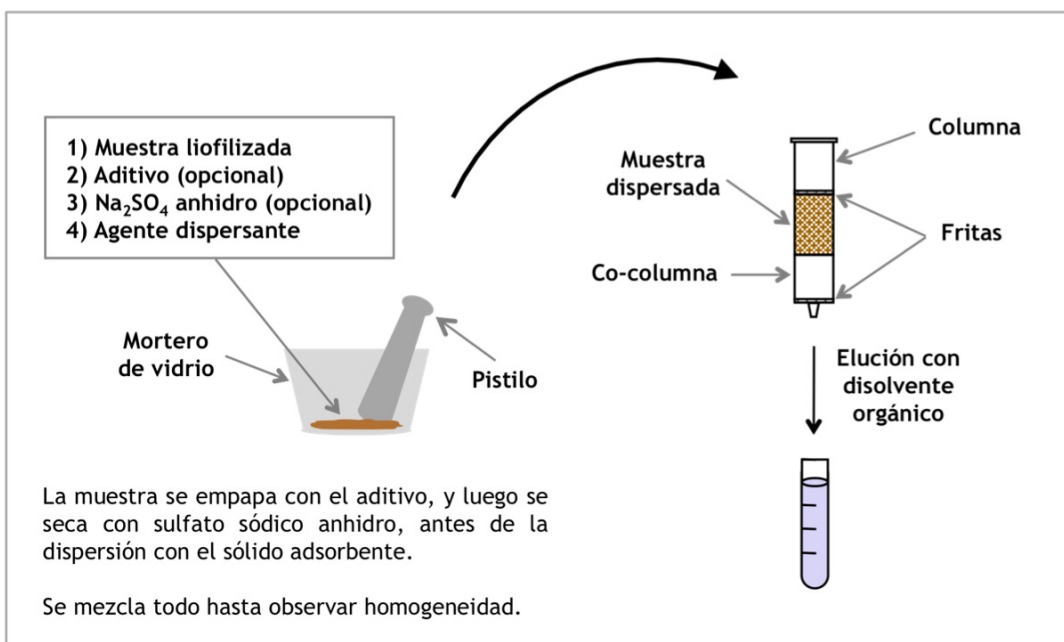 1) Muestra liofilizada
2) Aditivo (opcional)
3) Na₂SO₄ anhidro (opcional)
4) Agente dispersante
Mortero
de vidrio
Pistilo
La muestra se empapa con el aditivo, y luego se
seca con sulfato sódico anhidro, antes de la
dispersión con el sólido adsorbente.
Se mezcla todo hasta observar homogeneidad.
Columna
Muestra
dispersada
Fritas
Co-columna
Elución con
disolvente
orgánico